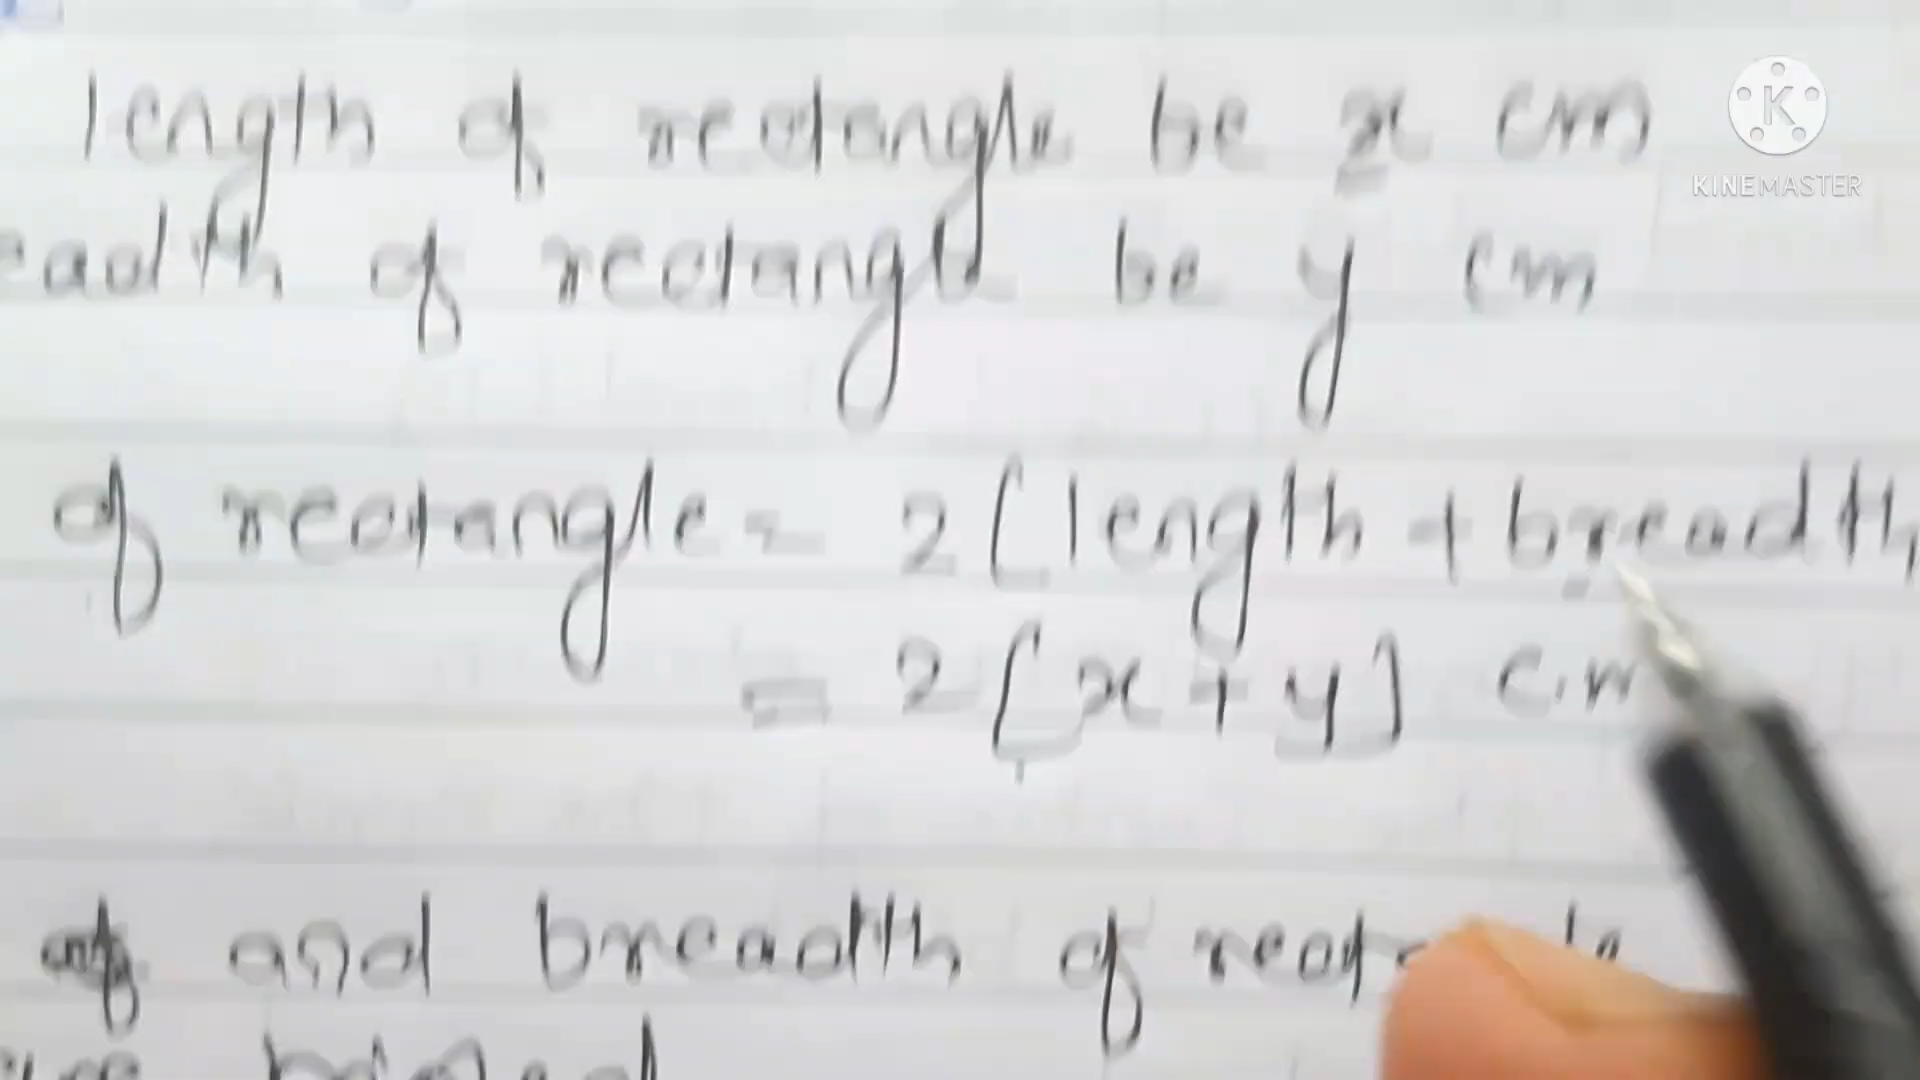 length of rectangle be x cm
KINEMASTER
eadth of rectangle be y cm
of rectangle = 2[length + breadth
= 2[x+y] cm
and breadth of